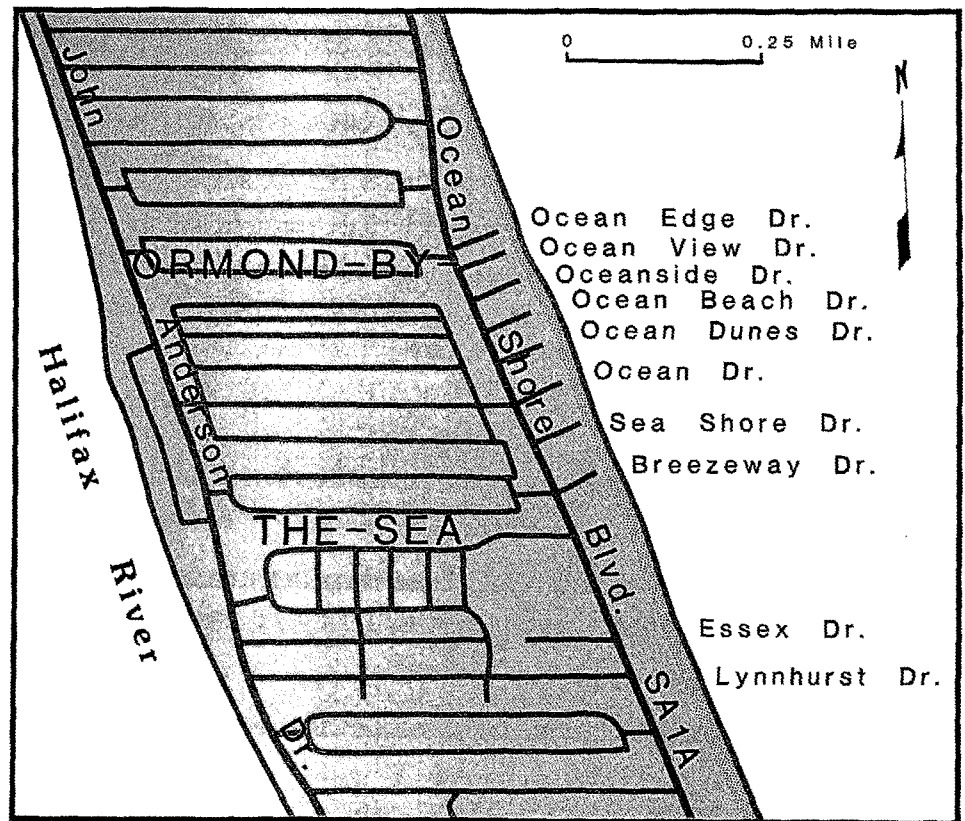 0 0.25 Mile
N
John
Ocean
Ocean Edge Dr.
Ocean View Dr.
ORMOND-BY-
Oceanside Dr.
Ocean Beach Dr.
Anderson
Shore
Ocean Dunes Dr.
Halifax
Ocean Dr.
Sea Shore Dr.
Breezeway Dr.
THE-SEA
Blvd.
River
Essex Dr.
Lynnhurst Dr.
SA1A
Dr.